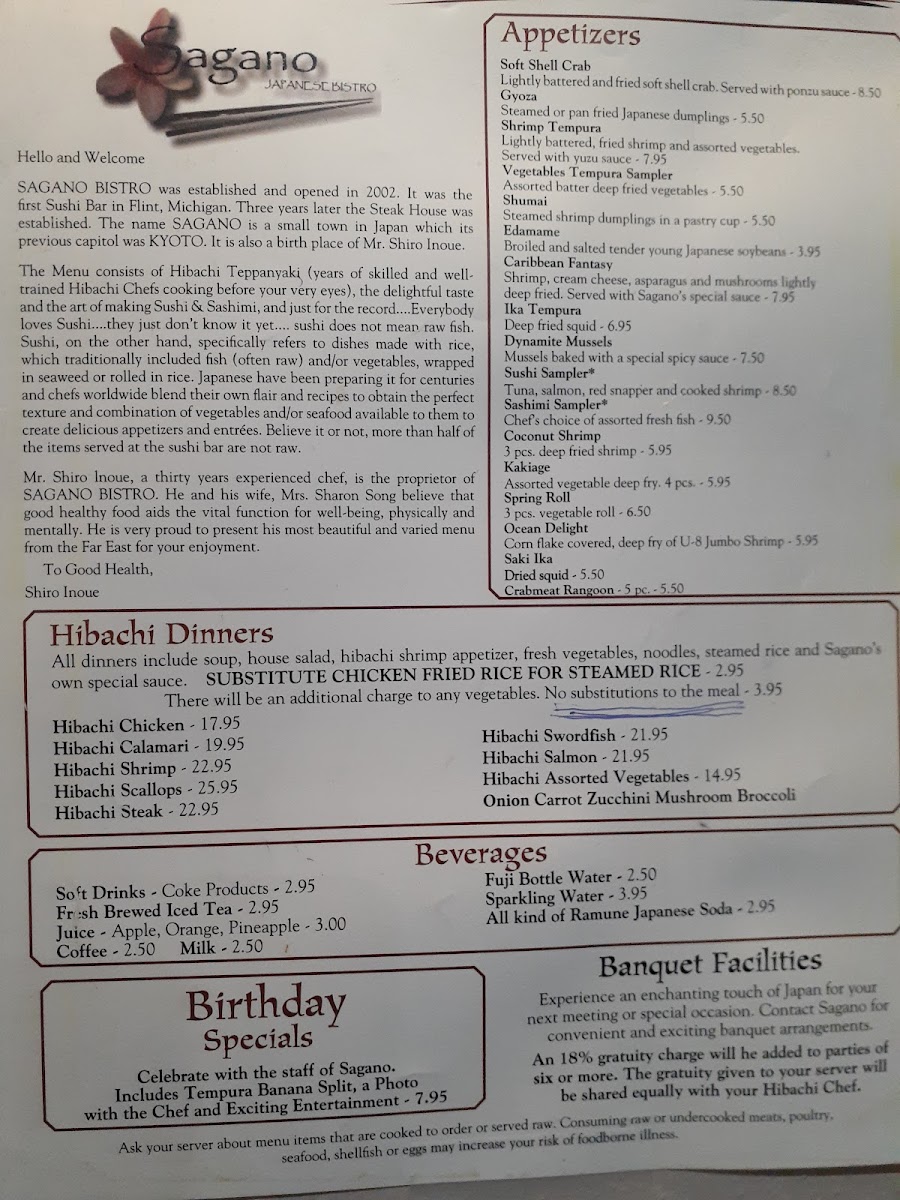 Sagano
JAPANESE BISTRO
Hello and Welcome
SAGANO BISTRO was established and opened in 2002. It was the
first Sushi Bar in Flint, Michigan. Three years later the Steak House was
established. The name SAGANO is a small town in Japan which its
previous capitol was KYOTO. It is also a birth place of Mr. Shiro Inoue.
The Menu consists of Hibachi Teppanyaki (years of skilled and well-
trained Hibachi Chefs cooking before your very eyes), the delightful taste
and the art of making Sushi & Sashimi, and just for the record....Everybody
loves Sushi....they just don't know it yet.... sushi does not mean raw fish.
Sushi, on the other hand, specifically refers to dishes made with rice,
which traditionally included fish (often raw) and/or vegetables, wrapped
in seaweed or rolled in rice. Japanese have been preparing it for centuries
and chefs worldwide blend their own flair and recipes to obtain the perfect
texture and combination of vegetables and/or seafood available to them to
create delicious appetizers and entrées. Believe it or not, more than half of
the items served at the sushi bar are not raw.
Mr. Shiro Inoue, a thirty years experienced chef, is the proprietor of
SAGANO BISTRO. He and his wife, Mrs. Sharon Song believe that
good healthy food aids the vital function for well-being, physically and
mentally. He is very proud to present his most beautiful and varied menu
from the Far East for your enjoyment.
To Good Health,
Shiro Inoue
Appetizers
Soft Shell Crab
Lightly battered and fried soft shell crab. Served with ponzu sauce - 8.50
Gyoza
Steamed or pan fried Japanese dumplings - 5.50
Shrimp Tempura
Lightly battered, fried shrimp and assorted vegetables.
Served with yuzu sauce - 7.95
Vegetables Tempura Sampler
Assorted batter deep fried vegetables - 5.50
Shumai
Steamed shrimp dumplings in a pastry cup - 5.50
Edamame
Broiled and salted tender young Japanese soybeans - 3.95
Caribbean Fantasy
Shrimp, cream cheese, asparagus and mushrooms lightly
deep fried. Served with Sagano's special sauce - 7.95
Ika Tempura
Deep fried squid - 6.95
Dynamite Mussels
Mussels baked with a special spicy sauce - 7.50
Sushi Sampler*
Tuna, salmon, red snapper and cooked shrimp - 8.50
Sashimi Sampler*
Chef's choice of assorted fresh fish - 9.50
Coconut Shrimp
3 pcs. deep fried shrimp - 5.95
Kakiage
Assorted vegetable deep fry. 4 pcs. - 5.95
Spring Roll
3 pcs. vegetable roll - 6.50
Ocean Delight
Corn flake covered, deep fry of U-8 Jumbo Shrimp - 5.95
Saki Ika
Dried squid - 5.50
Crabmeat Rangoon - 5 pc. - 5.50
Hibachi Dinners
All dinners include soup, house salad, hibachi shrimp appetizer, fresh vegetables, noodles, steamed rice and Sagano's
own special sauce. SUBSTITUTE CHICKEN FRIED RICE FOR STEAMED RICE - 2.95
There will be an additional charge to any vegetables. No substitutions to the meal - 3.95
Hibachi Chicken - 17.95
Hibachi Calamari - 19.95
Hibachi Shrimp - 22.95
Hibachi Scallops - 25.95
Hibachi Steak - 22.95
Hibachi Swordfish - 21.95
Hibachi Salmon - 21.95
Hibachi Assorted Vegetables - 14.95
Onion Carrot Zucchini Mushroom Broccoli
Beverages
Soft Drinks - Coke Products - 2.95
Fresh Brewed Iced Tea - 2.95
Juice - Apple, Orange, Pineapple - 3.00
Coffee - 2.50 Milk - 2.50
Fuji Bottle Water - 2.50
Sparkling Water - 3.95
All kind of Ramune Japanese Soda - 2.95
Birthday
Specials
Celebrate with the staff of Sagano.
Includes Tempura Banana Split, a Photo
with the Chef and Exciting Entertainment - 7.95
Banquet Facilities
Experience an enchanting touch of Japan for your
next meeting or special occasion. Contact Sagano for
convenient and exciting banquet arrangements.
An 18% gratuity charge will be added to parties of
six or more. The gratuity given to your server will
be shared equally with your Hibachi Chef.
Ask your server about menu items that are cooked to order or served raw. Consuming raw or undercooked meats, poultry,
seafood, shellfish or eggs may increase your risk of foodborne illness.